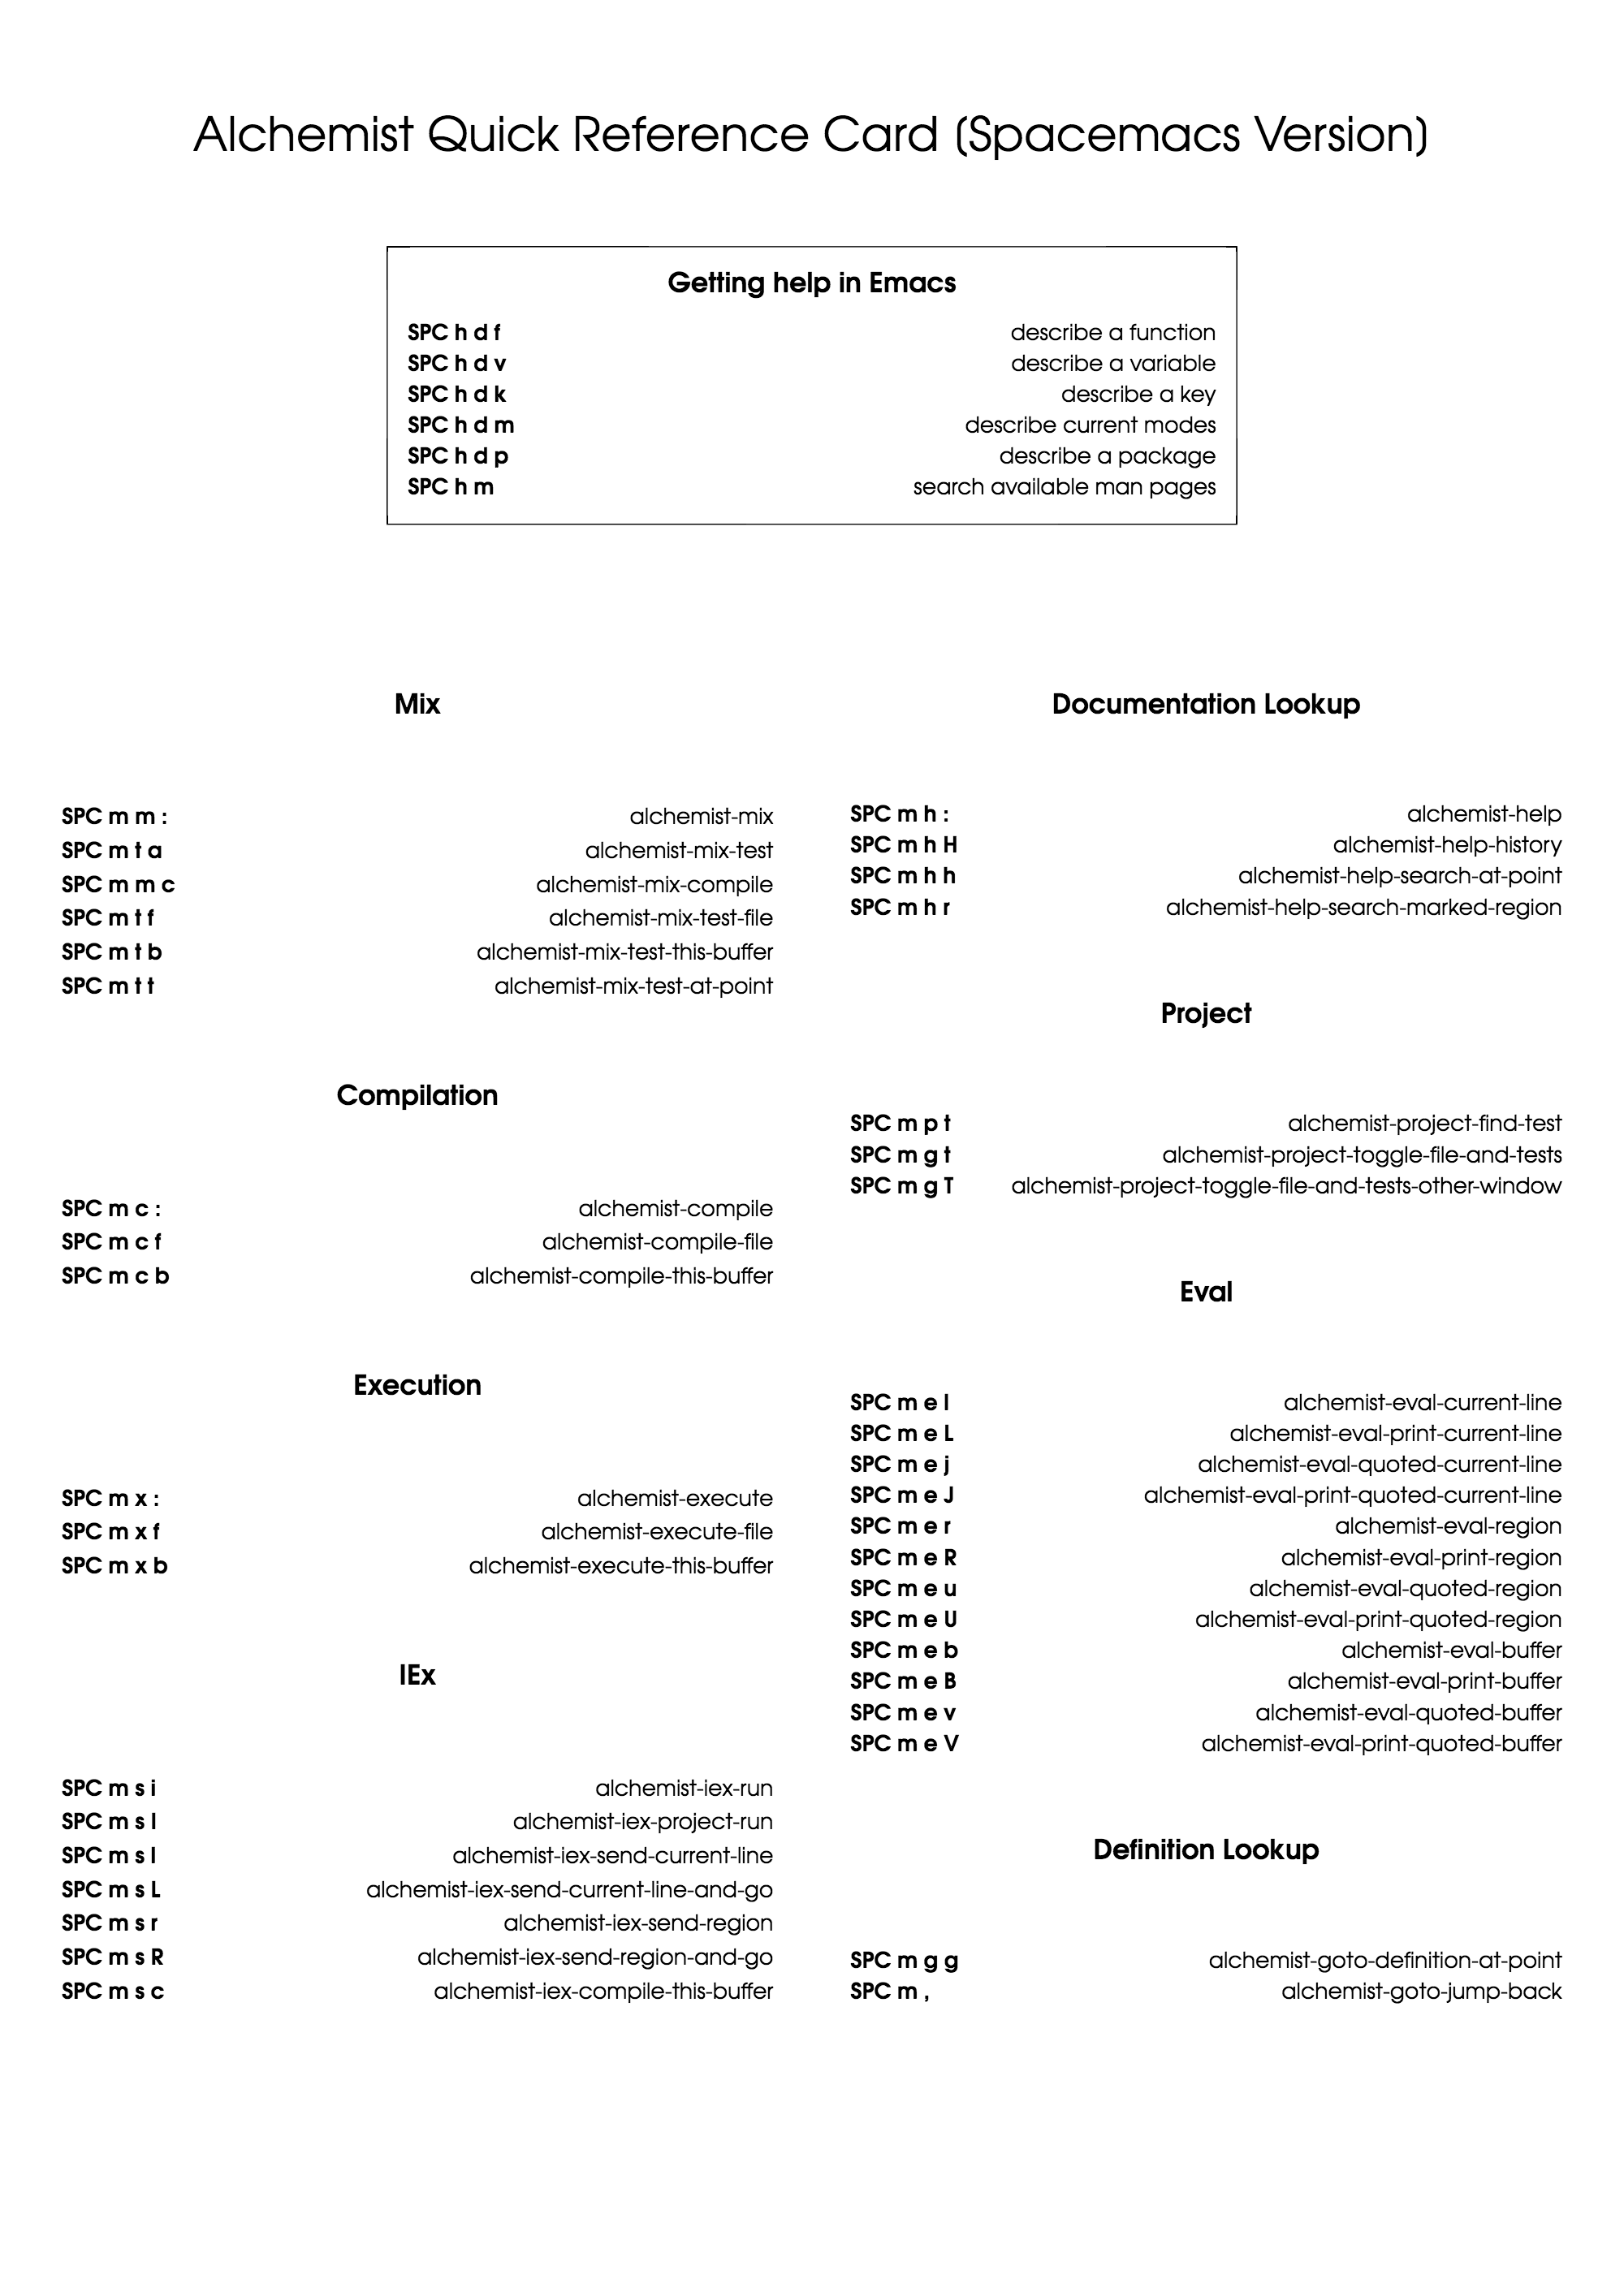 Alchemist Quick Reference Card (Spacemacs Version)
Getting help in Emacs
SPC h d f describe a function
SPC h d v describe a variable
SPC h d k describe a key
SPC h d m describe current modes
SPC h d p describe a package
SPC h m search available man pages
Mix
SPC m m : alchemist-mix
SPC m t a alchemist-mix-test
SPC m m c alchemist-mix-compile
SPC m t f alchemist-mix-test-file
SPC m t b alchemist-mix-test-this-buffer
SPC m t t alchemist-mix-test-at-point
Compilation
SPC m c : alchemist-compile
SPC m c f alchemist-compile-file
SPC m c b alchemist-compile-this-buffer
Execution
SPC m x : alchemist-execute
SPC m x f alchemist-execute-file
SPC m x b alchemist-execute-this-buffer
IEx
SPC m s i alchemist-iex-run
SPC m s I alchemist-iex-project-run
SPC m s l alchemist-iex-send-current-line
SPC m s L alchemist-iex-send-current-line-and-go
SPC m s r alchemist-iex-send-region
SPC m s R alchemist-iex-send-region-and-go
SPC m s c alchemist-iex-compile-this-buffer
Documentation Lookup
SPC m h : alchemist-help
SPC m h H alchemist-help-history
SPC m h h alchemist-help-search-at-point
SPC m h r alchemist-help-search-marked-region
Project
SPC m p t alchemist-project-find-test
SPC m g t alchemist-project-toggle-file-and-tests
SPC m g T alchemist-project-toggle-file-and-tests-other-window
Eval
SPC m e l alchemist-eval-current-line
SPC m e L alchemist-eval-print-current-line
SPC m e j alchemist-eval-quoted-current-line
SPC m e J alchemist-eval-print-quoted-current-line
SPC m e r alchemist-eval-region
SPC m e R alchemist-eval-print-region
SPC m e u alchemist-eval-quoted-region
SPC m e U alchemist-eval-print-quoted-region
SPC m e b alchemist-eval-buffer
SPC m e B alchemist-eval-print-buffer
SPC m e v alchemist-eval-quoted-buffer
SPC m e V alchemist-eval-print-quoted-buffer
Definition Lookup
SPC m g g alchemist-goto-definition-at-point
SPC m , alchemist-goto-jump-back